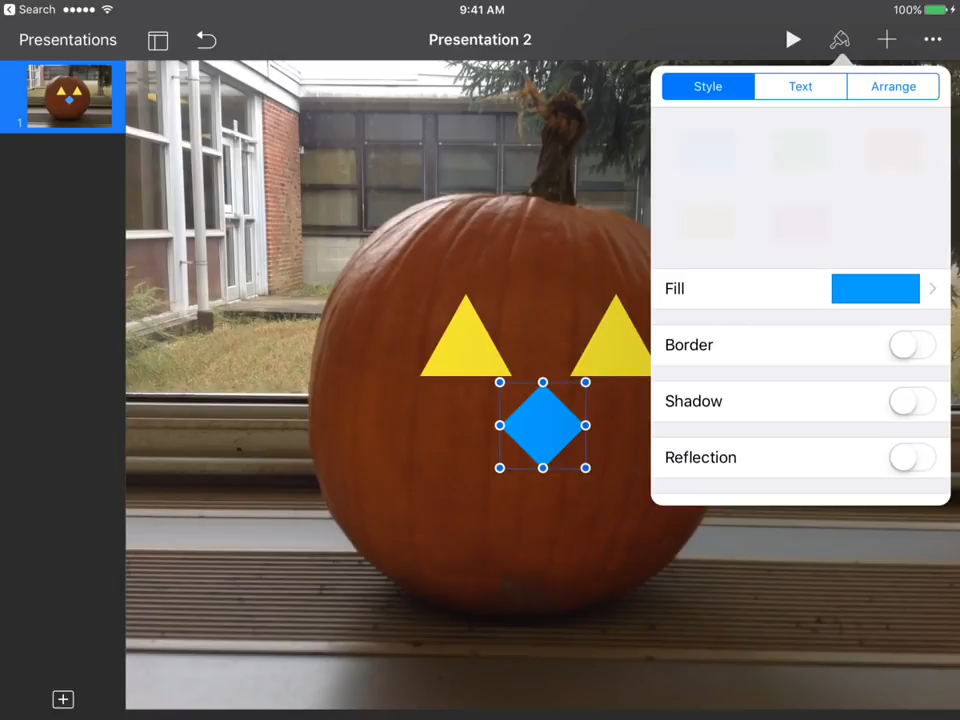 Search 9:41 AM 100%
Presentations Presentation 2
Style Text Arrange
1
Fill
Border
Shadow
Reflection